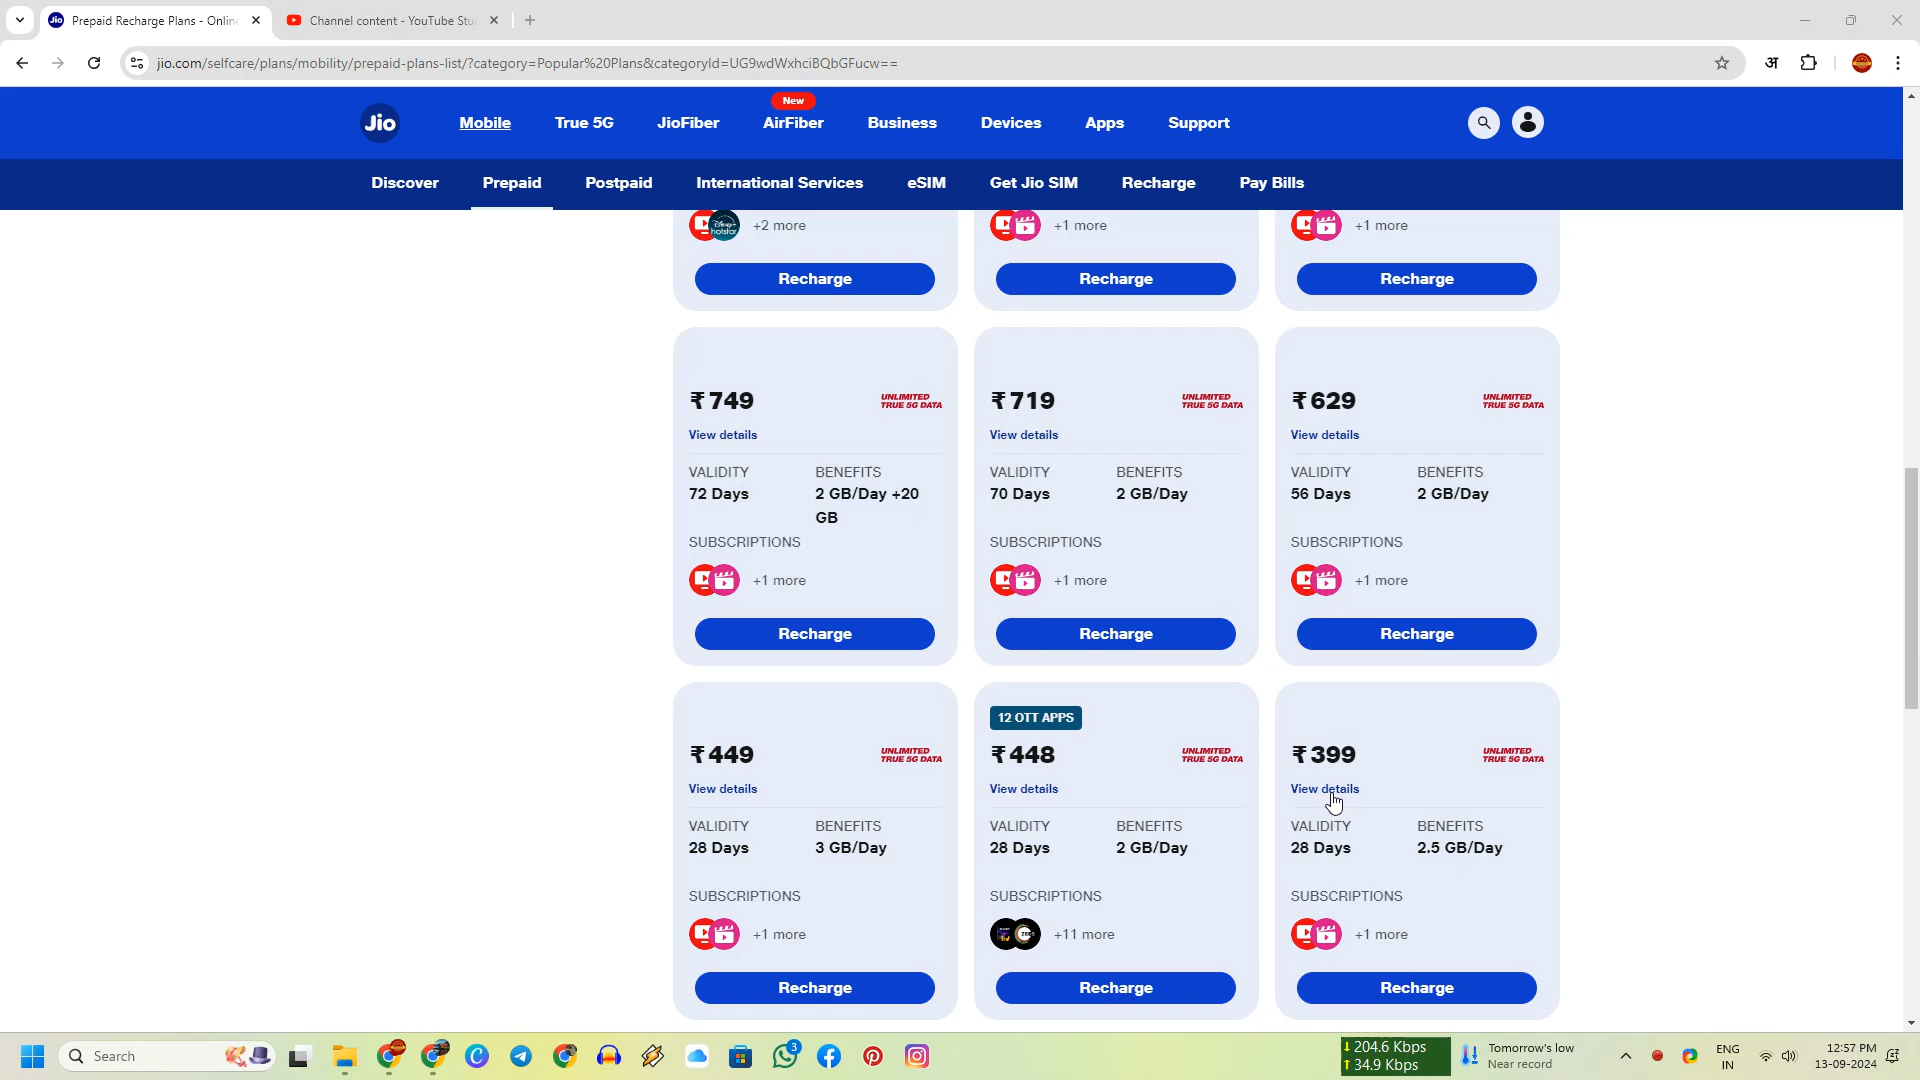 Prepaid Recharge Plans - Online
Channel content - YouTube Stu
jio.com/selfcare/plans/mobility/prepaid-plans-list/?category=Popular%20Plans&categoryId=UG9wdWxhciBQbGFucw==
अ
New
Jio Mobile True 5G JioFiber AirFiber Business Devices Apps Support
Discover Prepaid Postpaid International Services eSIM Get Jio SIM Recharge Pay Bills
Disney+ hotstar +2 more +1 more +1 more
Recharge Recharge Recharge
₹749 UNLIMITED TRUE 5G DATA ₹719 UNLIMITED TRUE 5G DATA ₹629 UNLIMITED TRUE 5G DATA
View details View details View details
VALIDITY BENEFITS VALIDITY BENEFITS VALIDITY BENEFITS
72 Days 2 GB/Day +20 70 Days 2 GB/Day 56 Days 2 GB/Day
GB
SUBSCRIPTIONS SUBSCRIPTIONS SUBSCRIPTIONS
+1 more +1 more +1 more
Recharge Recharge Recharge
12 OTT APPS
₹449 UNLIMITED TRUE 5G DATA ₹448 UNLIMITED TRUE 5G DATA ₹399 UNLIMITED TRUE 5G DATA
View details View details View details
VALIDITY BENEFITS VALIDITY BENEFITS VALIDITY BENEFITS
28 Days 3 GB/Day 28 Days 2 GB/Day 28 Days 2.5 GB/Day
SUBSCRIPTIONS SUBSCRIPTIONS SUBSCRIPTIONS
+1 more ZEE5 +11 more +1 more
Recharge Recharge Recharge
Search 3 204.6 Kbps Tomorrow's low ENG 12:57 PM
34.9 Kbps Near record IN 13-09-2024